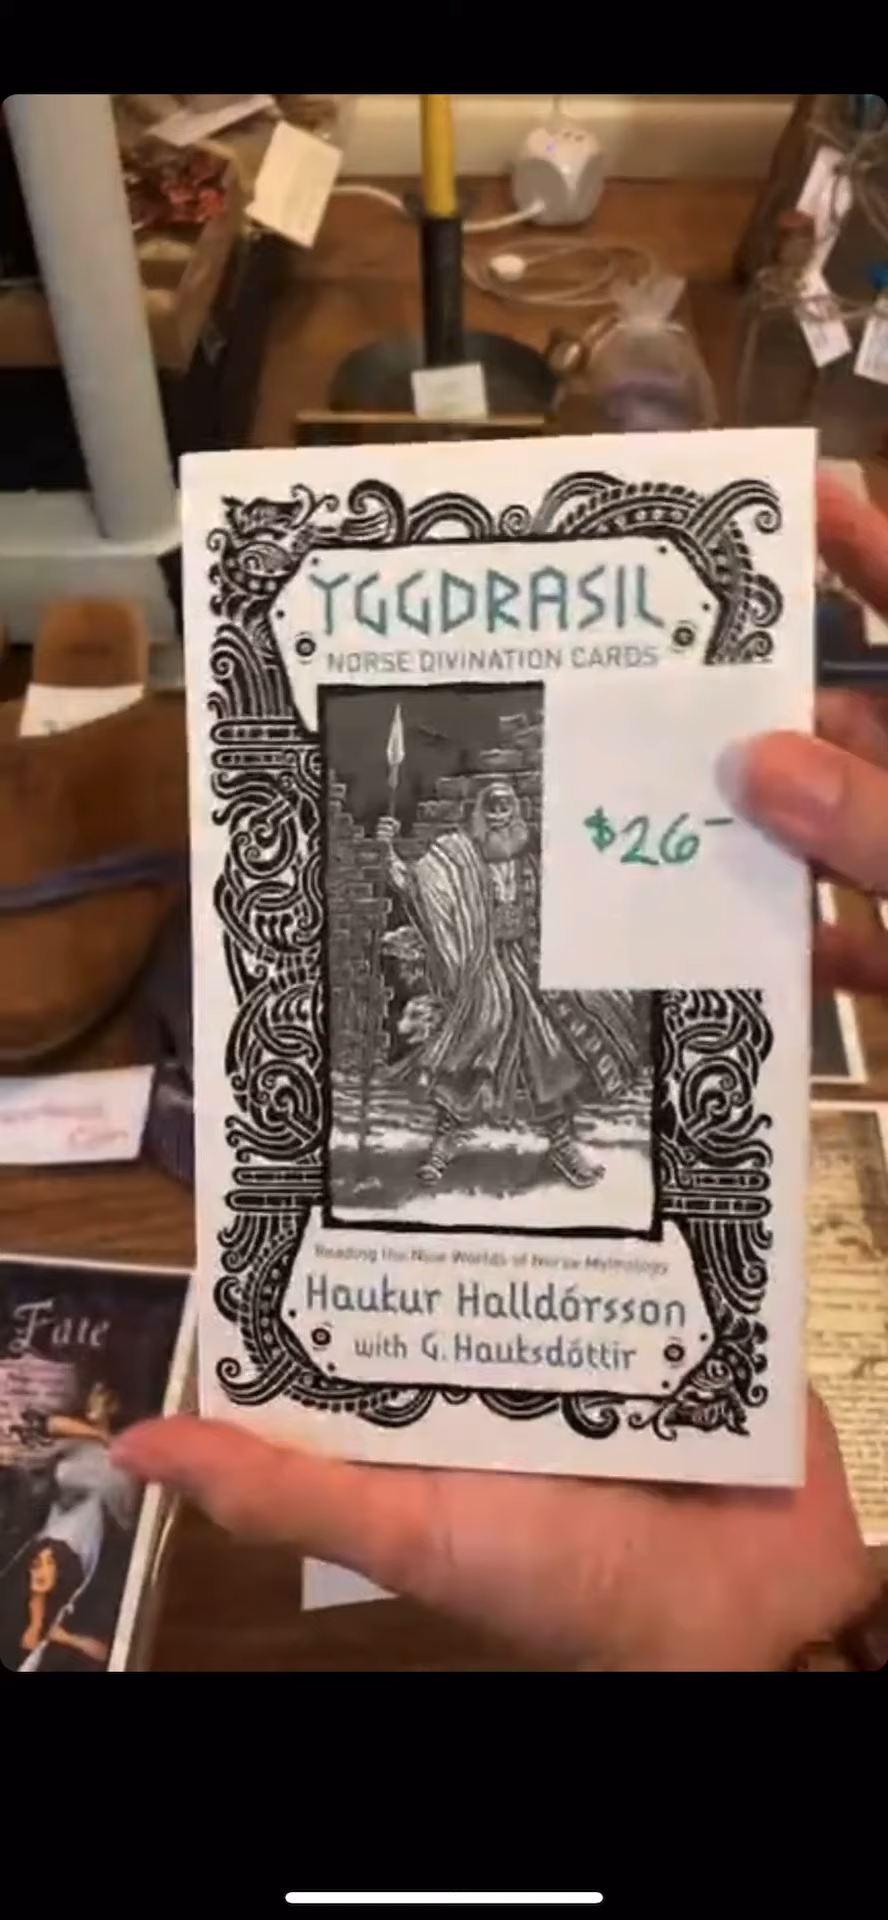 YGGDRASIL
NORSE DIVINATION CARDS
$26-
Reading the Nine Worlds of Norse Mythology
Haukur Halldórsson
with G. Hauksdóttir
Fate